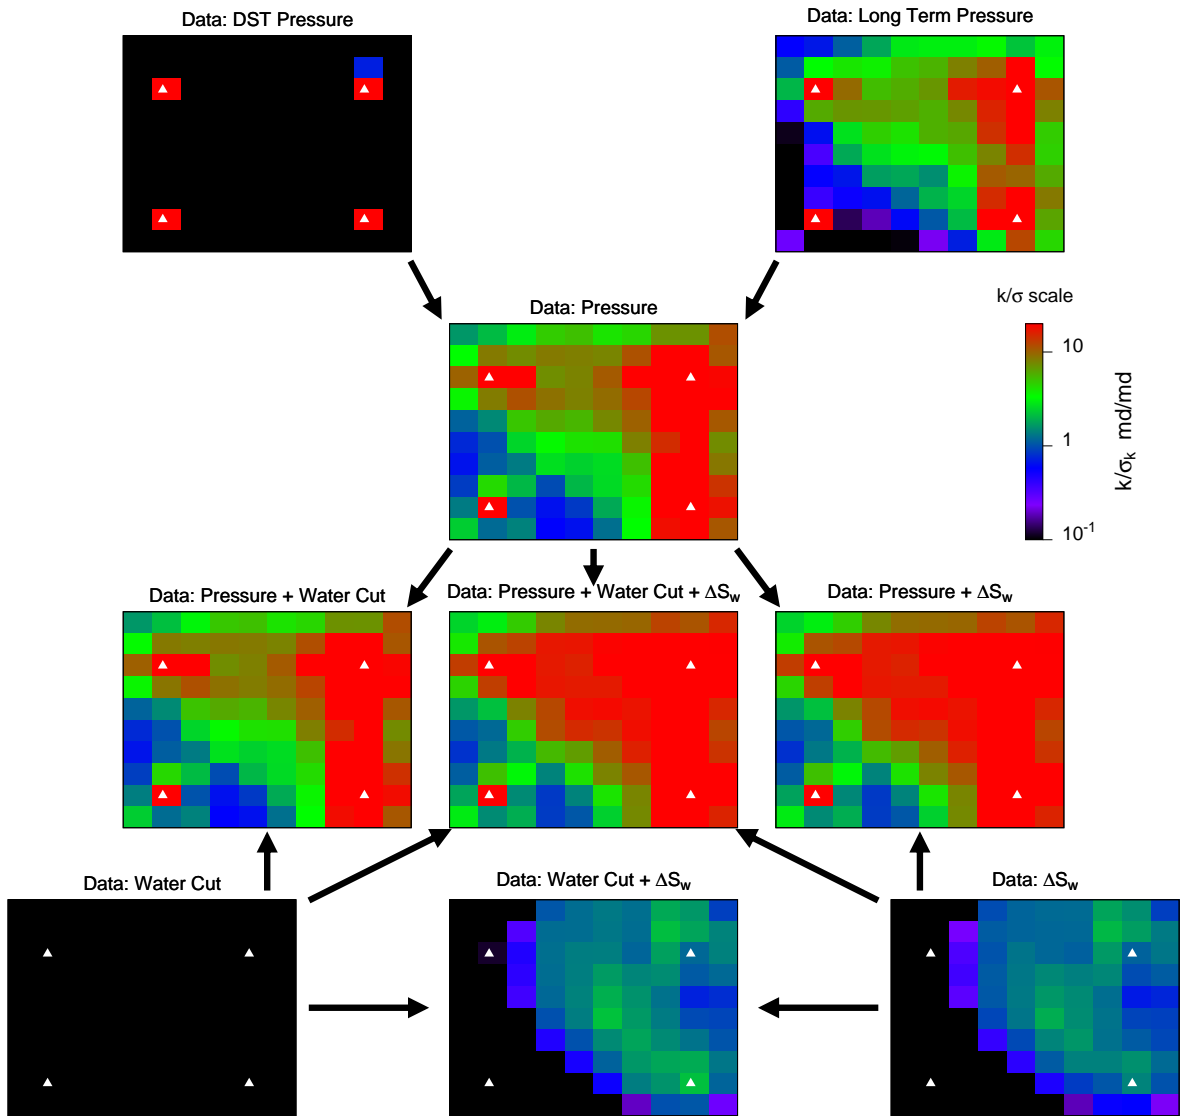 Data: DST Pressure
Data: Long Term Pressure
Data: Pressure
k/σ scale
10
1
10⁻¹
k/σₖ md/md
Data: Pressure + Water Cut
Data: Pressure + Water Cut + ΔSw
Data: Pressure + ΔSw
Data: Water Cut
Data: Water Cut + ΔSw
Data: ΔSw